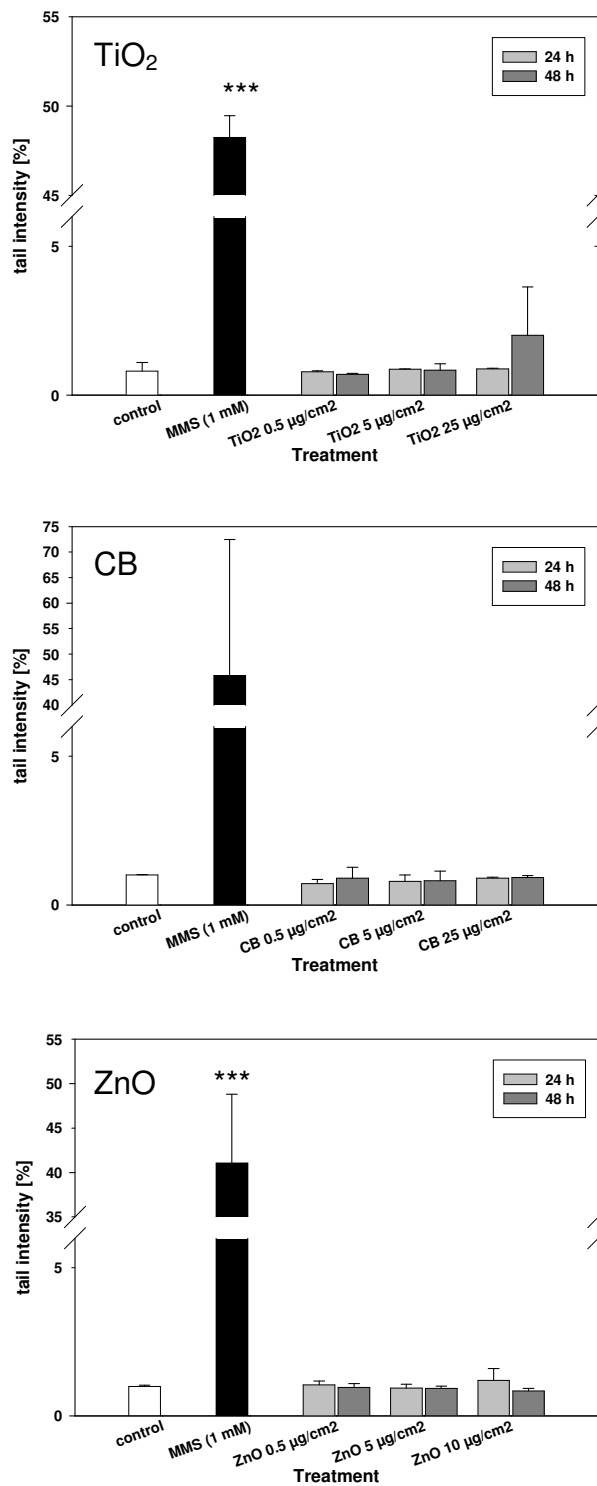 55
TiO2
24 h
48 h
***
50
tail intensity [%]
45
5
0
control
MMS (1 mM)
TiO2 0.5 µg/cm2
TiO2 5 µg/cm2
TiO2 25 µg/cm2
Treatment
75
CB
24 h
48 h
70
65
60
55
50
45
40
tail intensity [%]
5
0
control
MMS (1 mM)
CB 0.5 µg/cm2
CB 5 µg/cm2
CB 25 µg/cm2
Treatment
55
ZnO
24 h
48 h
***
50
45
40
35
tail intensity [%]
5
0
control
MMS (1 mM)
ZnO 0.5 µg/cm2
ZnO 5 µg/cm2
ZnO 10 µg/cm2
Treatment